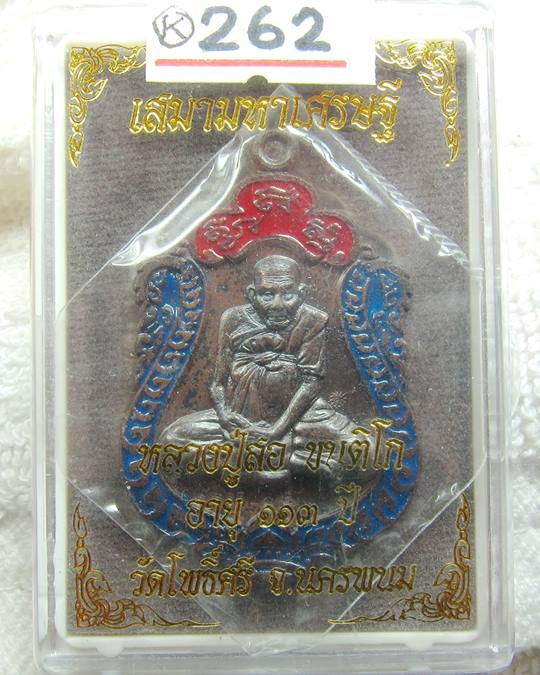 Ⓚ262
เสมามหาเศรษฐี
หลวงปู่สอ ขนฺติโก
อายุ ๑๑๓ ปี
วัดโพธิ์ศรี จ.นครพนม